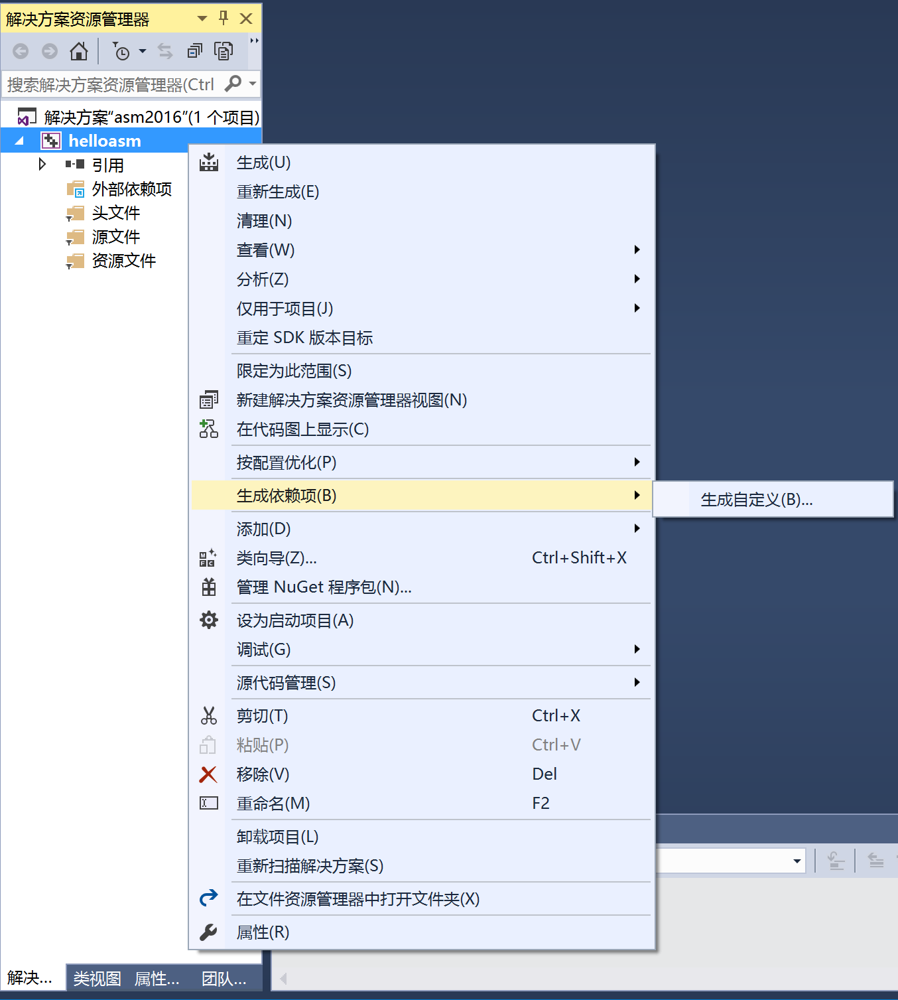 解决方案资源管理器
搜索解决方案资源管理器(Ctrl
解决方案“asm2016”(1 个项目)
helloasm
引用
外部依赖项
头文件
源文件
资源文件
生成(U)
重新生成(E)
清理(N)
查看(W)
分析(Z)
仅用于项目(J)
重定 SDK 版本目标
限定为此范围(S)
新建解决方案资源管理器视图(N)
在代码图上显示(C)
按配置优化(P)
生成依赖项(B)
生成自定义(B)...
添加(D)
类向导(Z)... Ctrl+Shift+X
管理 NuGet 程序包(N)...
设为启动项目(A)
调试(G)
源代码管理(S)
剪切(T) Ctrl+X
粘贴(P) Ctrl+V
移除(V) Del
重命名(M) F2
卸载项目(L)
重新扫描解决方案(S)
在文件资源管理器中打开文件夹(X)
属性(R)
解决... 类视图 属性... 团队...